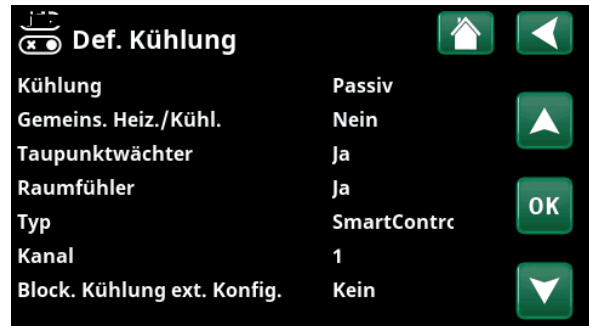 Def. Kühlung
Kühlung Passiv
Gemeins. Heiz./Kühl. Nein
Taupunktwächter Ja
Raumfühler Ja
OK
Typ SmartContrc
Kanal 1
Block. Kühlung ext. Konfig. Kein